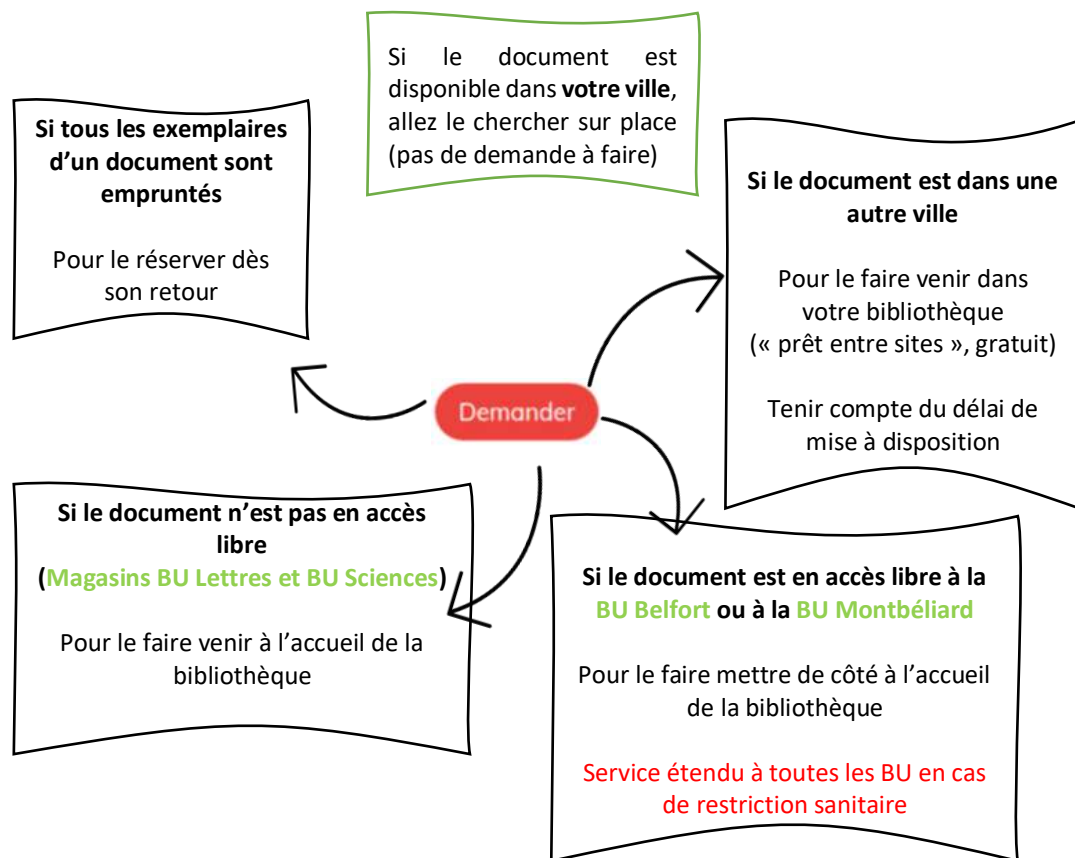 Si le document est
disponible dans votre ville,
allez le chercher sur place
(pas de demande à faire)
Si tous les exemplaires
d’un document sont
empruntés
Pour le réserver dès
son retour
Si le document est dans une
autre ville
Pour le faire venir dans
votre bibliothèque
(« prêt entre sites », gratuit)
Tenir compte du délai de
mise à disposition
Demander
Si le document n’est pas en accès
libre
(Magasins BU Lettres et BU Sciences)
Pour le faire venir à l’accueil de la
bibliothèque
Si le document est en accès libre à la
BU Belfort ou à la BU Montbéliard
Pour le faire mettre de côté à l’accueil
de la bibliothèque
Service étendu à toutes les BU en cas
de restriction sanitaire